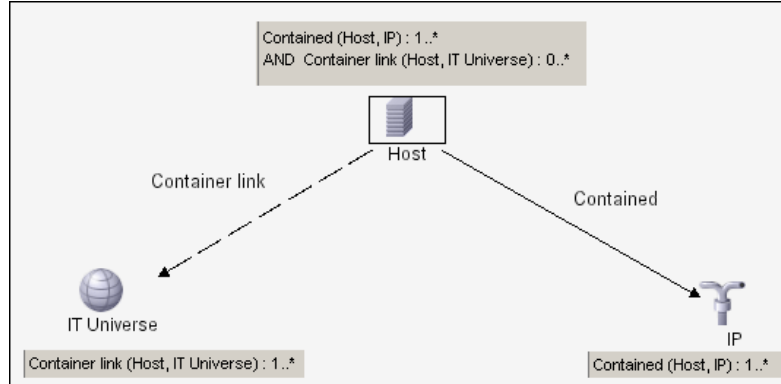 Contained (Host, IP) : 1..*
AND Container link (Host, IT Universe) : 0..*
Host
Container link
Contained
IT Universe
IP
Container link (Host, IT Universe) : 1..*
Contained (Host, IP) : 1..*